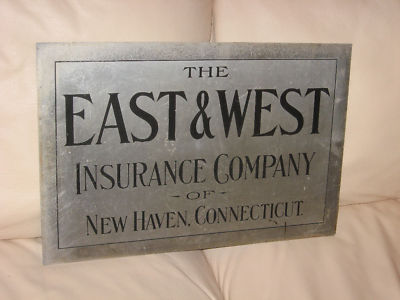 THE
EAST & WEST
INSURANCE COMPANY
- OF -
NEW HAVEN, CONNECTICUT.